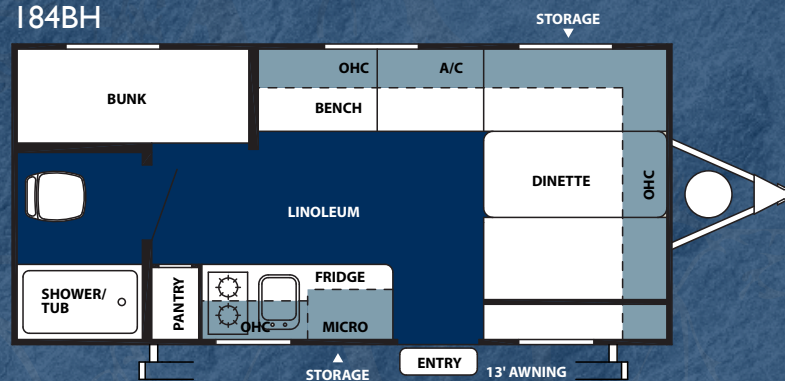 184BH
STORAGE
OHC
A/C
BUNK
BENCH
DINETTE
OHC
LINOLEUM
SHOWER/
TUB
PANTRY
FRIDGE
OHC
MICRO
STORAGE
ENTRY
13' AWNING